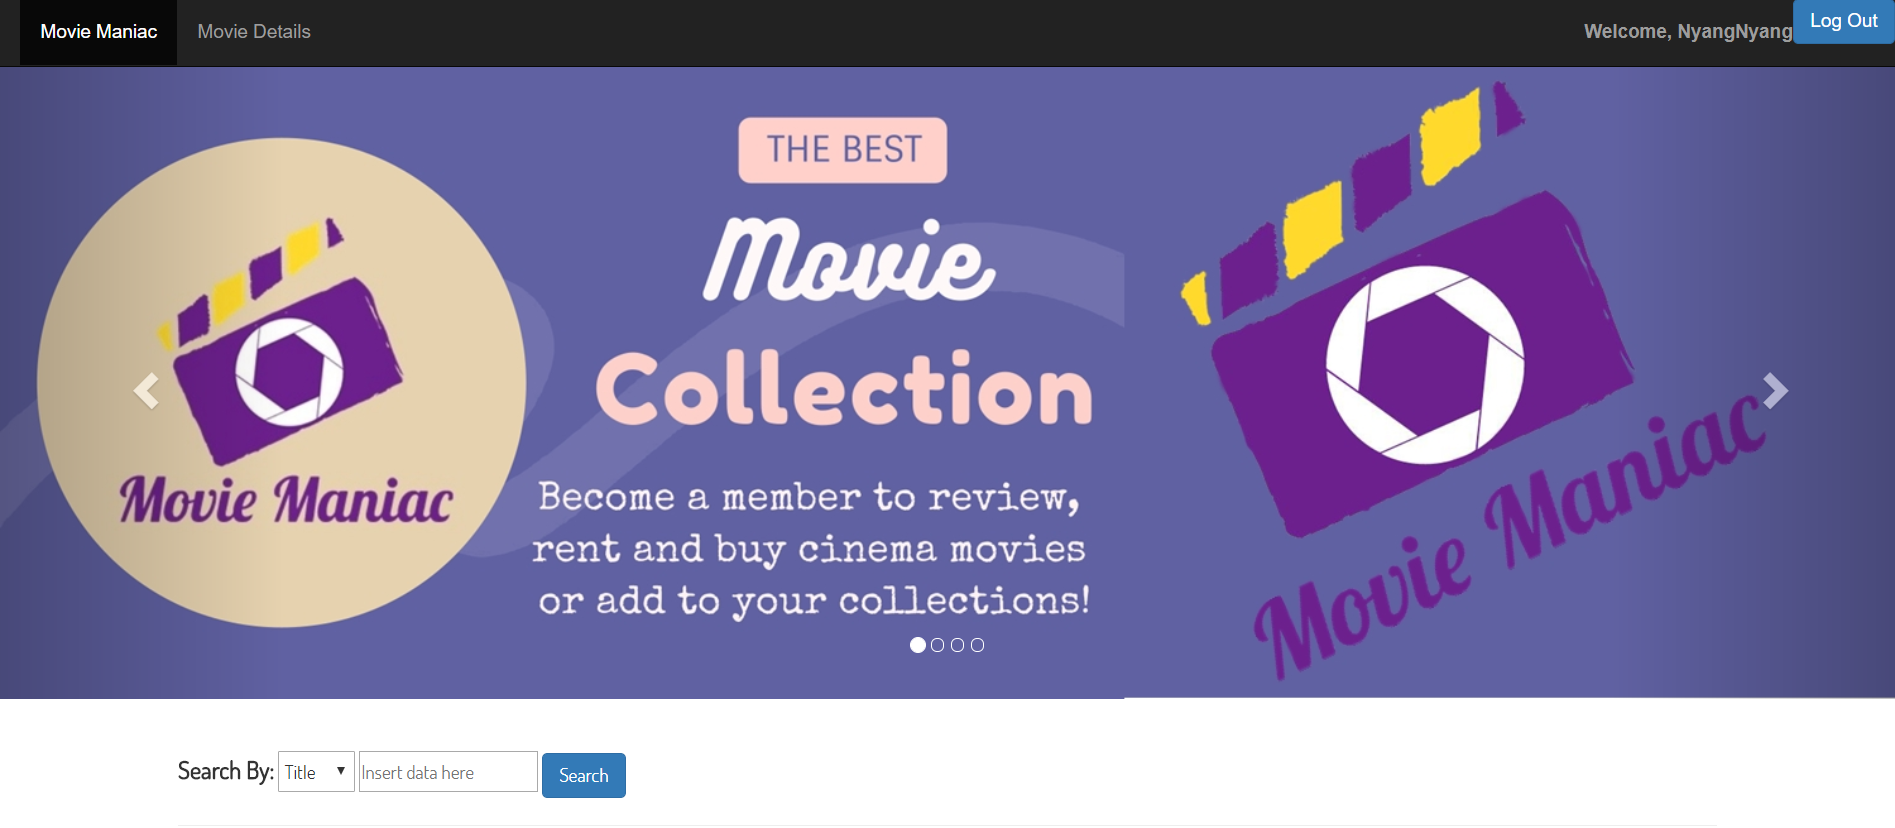 Movie Maniac Movie Details Welcome, NyangNyang Log Out
THE BEST
Movie
Collection
Movie Maniac
Become a member to review,
rent and buy cinema movies
or add to your collections!
Movie Maniac
Search By: Title Insert data here Search